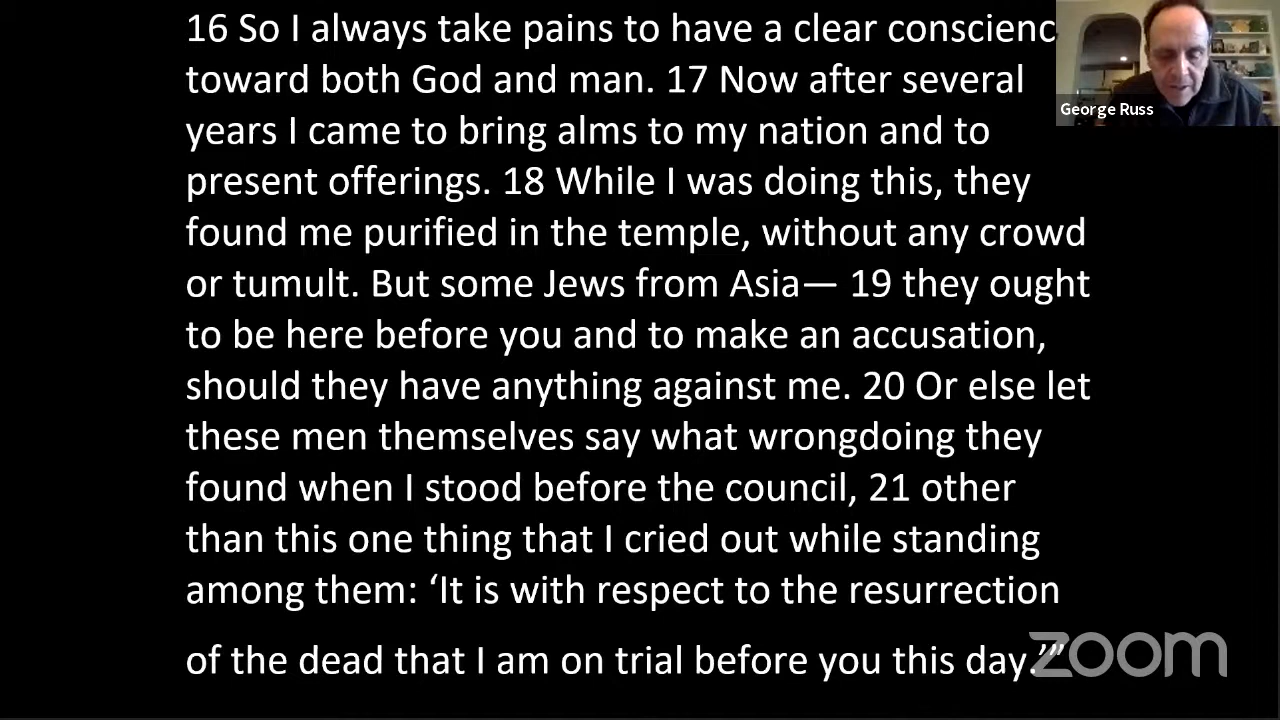 16 So I always take pains to have a clear conscienc
toward both God and man. 17 Now after several
years I came to bring alms to my nation and to
present offerings. 18 While I was doing this, they
found me purified in the temple, without any crowd
or tumult. But some Jews from Asia— 19 they ought
to be here before you and to make an accusation,
should they have anything against me. 20 Or else let
these men themselves say what wrongdoing they
found when I stood before the council, 21 other
than this one thing that I cried out while standing
among them: ‘It is with respect to the resurrection
of the dead that I am on trial before you this day.’”
George Russ
zoom